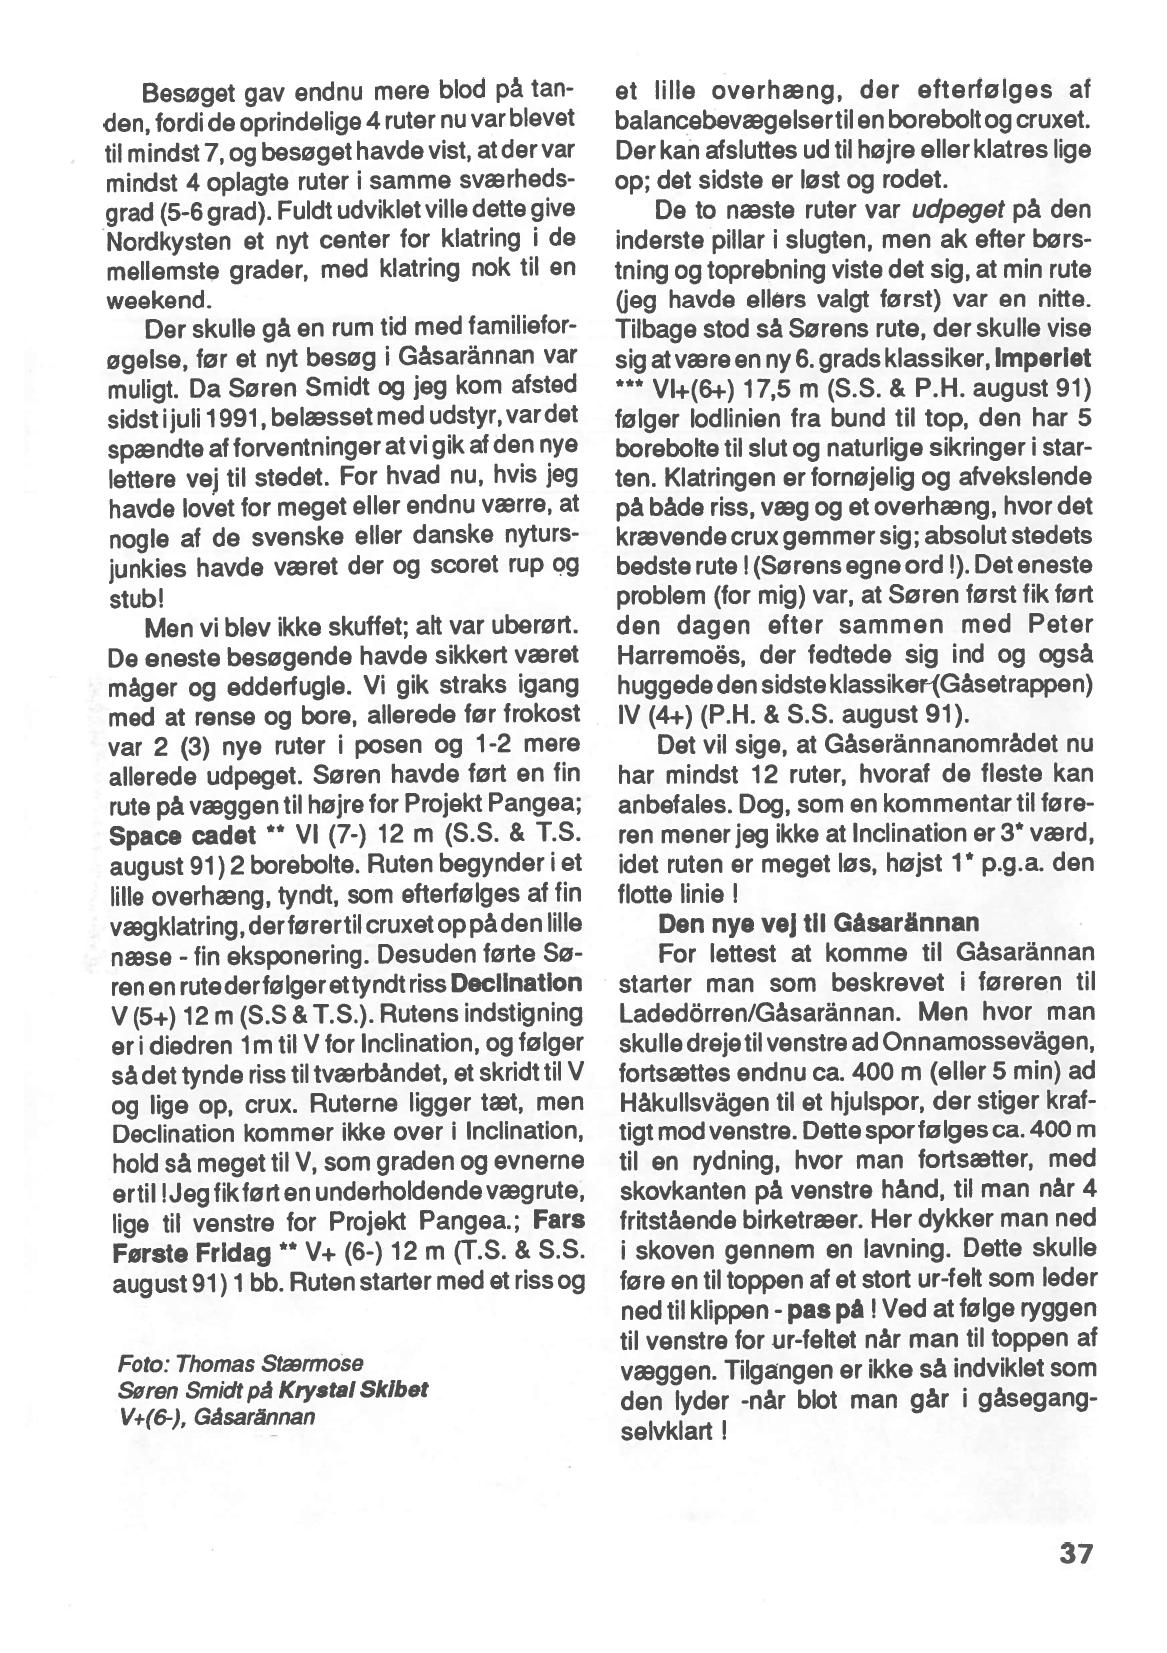 Besøget gav endnu mere blod på tan-
den, fordi de oprindelige 4 ruter nu var blevet
til mindst 7, og besøget havde vist, at der var
mindst 4 oplagte ruter i samme sværheds-
grad (5-6 grad). Fuldt udviklet ville dette give
Nordkysten et nyt center for klatring i de
mellemste grader, med klatring nok til en
weekend.
Der skulle gå en rum tid med familiefor-
øgelse, før et nyt besøg i Gåsarännan var
muligt. Da Søren Smidt og jeg kom afsted
sidst i juli 1991, belæsset med udstyr, var det
spændte af forventninger at vi gik af den nye
lettere vej til stedet. For hvad nu, hvis jeg
havde lovet for meget eller endnu værre, at
nogle af de svenske eller danske nyturs-
junkies havde været der og scoret rup og
stub!
Men vi blev ikke skuffet; alt var uberørt.
De eneste besøgende havde sikkert været
måger og edderfugle. Vi gik straks igang
med at rense og bore, allerede før frokost
var 2 (3) nye ruter i posen og 1-2 mere
allerede udpeget. Søren havde ført en fin
rute på væggen til højre for Projekt Pangea;
Space cadet ** VI (7-) 12 m (S.S. & T.S.
august 91) 2 borebolte. Ruten begynder i et
lille overhæng, tyndt, som efterfølges af fin
vægklatring, der fører til cruxet op på den lille
næse - fin eksponering. Desuden førte Sø-
ren en rute der følger et tyndt riss Declination
V (5+) 12 m (S.S & T.S.). Rutens indstigning
er i diedren 1m til V for Inclination, og følger
så det tynde riss til tværbåndet, et skridt til V
og lige op, crux. Ruterne ligger tæt, men
Declination kommer ikke over i Inclination,
hold så meget til V, som graden og evnerne
er til ! Jeg fik ført en underholdende vægrute,
lige til venstre for Projekt Pangea.; Fars
Første Fridag ** V+ (6-) 12 m (T.S. & S.S.
august 91) 1 bb. Ruten starter med et riss og
Foto: Thomas Stærmose
Søren Smidt på Krystal Skibet
V+(6-), Gåsarännan
et lille overhæng, der efterfølges af
balancebevægelser til en borebolt og cruxet.
Der kan afsluttes ud til højre eller klatres lige
op; det sidste er løst og rodet.
De to næste ruter var udpeget på den
inderste pillar i slugten, men ak efter børs-
tning og toprebning viste det sig, at min rute
(jeg havde ellers valgt først) var en nitte.
Tilbage stod så Sørens rute, der skulle vise
sig at være en ny 6. grads klassiker, Imperiet
*** VI+(6+) 17,5 m (S.S. & P.H. august 91)
følger lodlinien fra bund til top, den har 5
borebolte til slut og naturlige sikringer i star-
ten. Klatringen er fornøjelig og afvekslende
på både riss, væg og et overhæng, hvor det
krævende crux gemmer sig; absolut stedets
bedste rute ! (Sørens egne ord !). Det eneste
problem (for mig) var, at Søren først fik ført
den dagen efter sammen med Peter
Harremoës, der fedtede sig ind og også
huggede den sidste klassiker-(Gåsetrappen)
IV (4+) (P.H. & S.S. august 91).
Det vil sige, at Gåserännanområdet nu
har mindst 12 ruter, hvoraf de fleste kan
anbefales. Dog, som en kommentar til føre-
ren mener jeg ikke at Inclination er 3* værd,
idet ruten er meget løs, højst 1* p.g.a. den
flotte linie !
Den nye vej til Gåsarännan
For lettest at komme til Gåsarännan
starter man som beskrevet i føreren til
Ladedörren/Gåsarännan. Men hvor man
skulle dreje til venstre ad Onnamossevägen,
fortsættes endnu ca. 400 m (eller 5 min) ad
Håkullsvägen til et hjulspor, der stiger kraf-
tigt mod venstre. Dette spor følges ca. 400 m
til en rydning, hvor man fortsætter, med
skovkanten på venstre hånd, til man når 4
fritstående birketræer. Her dykker man ned
i skoven gennem en lavning. Dette skulle
føre en til toppen af et stort ur-felt som leder
ned til klippen - pas på ! Ved at følge ryggen
til venstre for ur-feltet når man til toppen af
væggen. Tilgangen er ikke så indviklet som
den lyder -når blot man går i gåsegang-
selvklart !
37